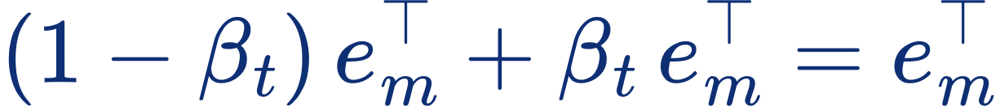 (1 − β_t) e_m^⊤ + β_t e_m^⊤ = e_m^⊤